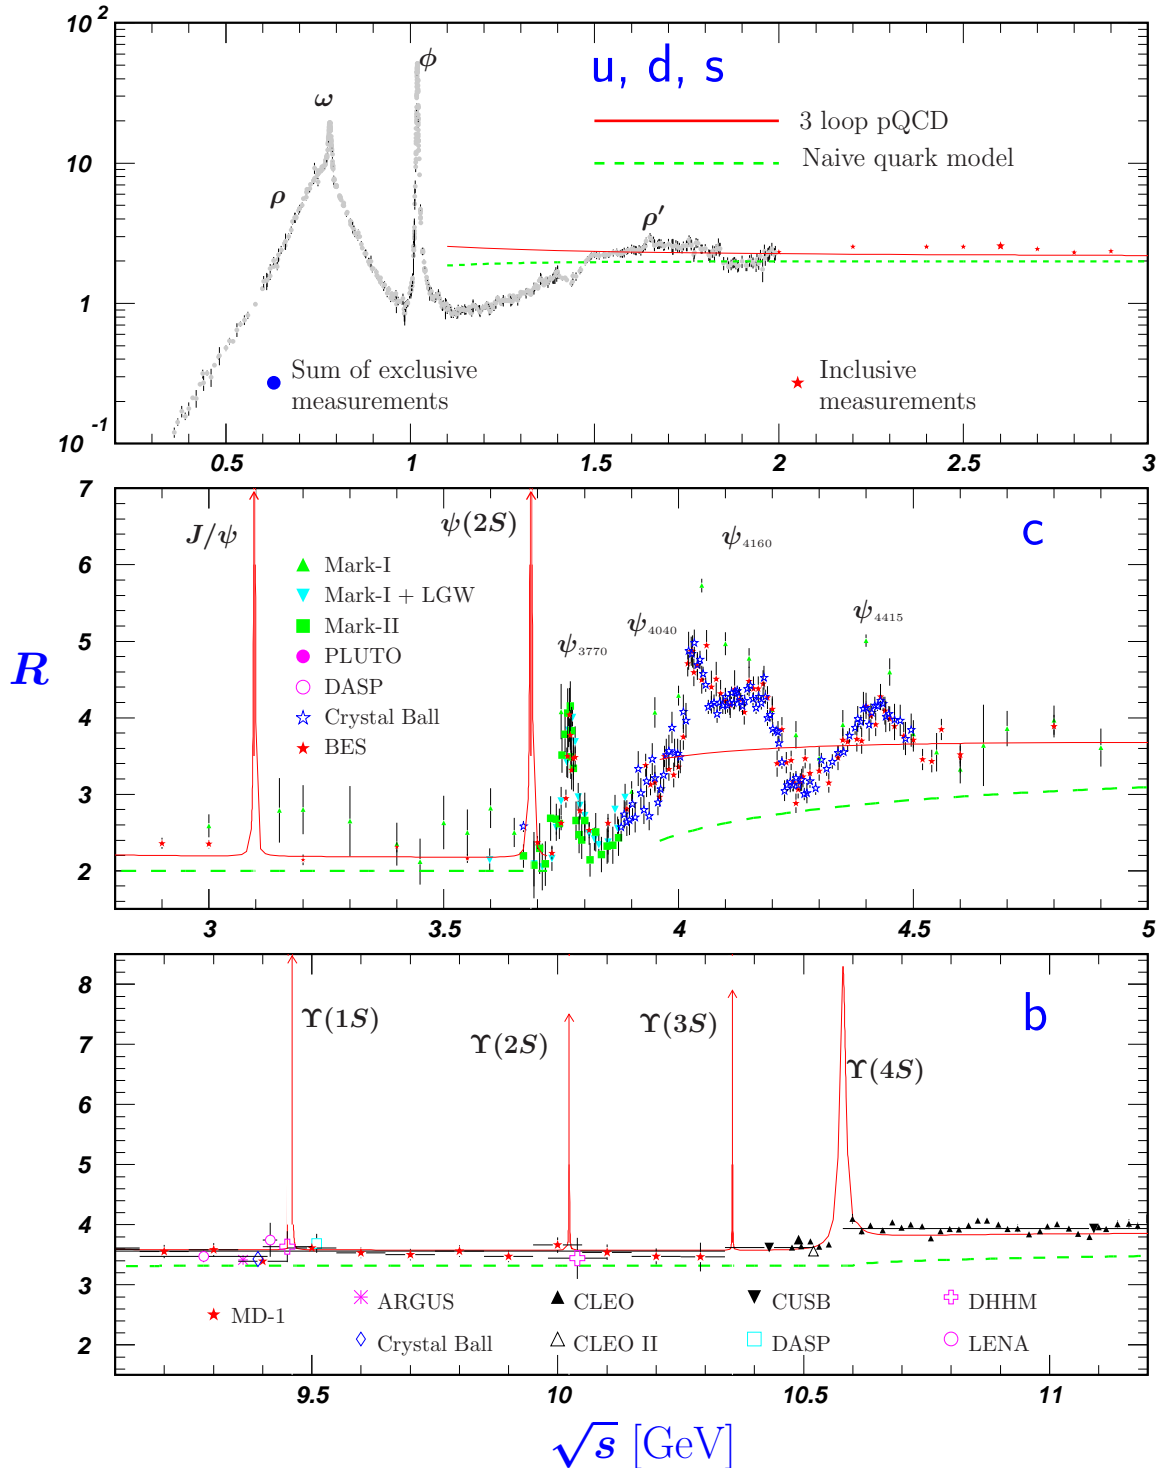 10 2
ϕ
u, d, s
ω
3 loop pQCD
10
Naive quark model
ρ
ρ′
1
Sum of exclusive
measurements
Inclusive
measurements
10 -1
0.5 1 1.5 2 2.5 3
7
J/ψ
ψ(2S)
c
ψ4160
6
Mark-I
Mark-I + LGW
ψ4040
ψ4415
5
Mark-II
ψ3770
R
PLUTO
DASP
4
Crystal Ball
BES
3
2
3 3.5 4 4.5 5
8
Υ(1S)
Υ(2S)
Υ(3S)
b
7
Υ(4S)
6
5
4
3
MD-1
ARGUS
CLEO
CUSB
DHHM
2
Crystal Ball
CLEO II
DASP
LENA
9.5 10 10.5 11
√s [GeV]